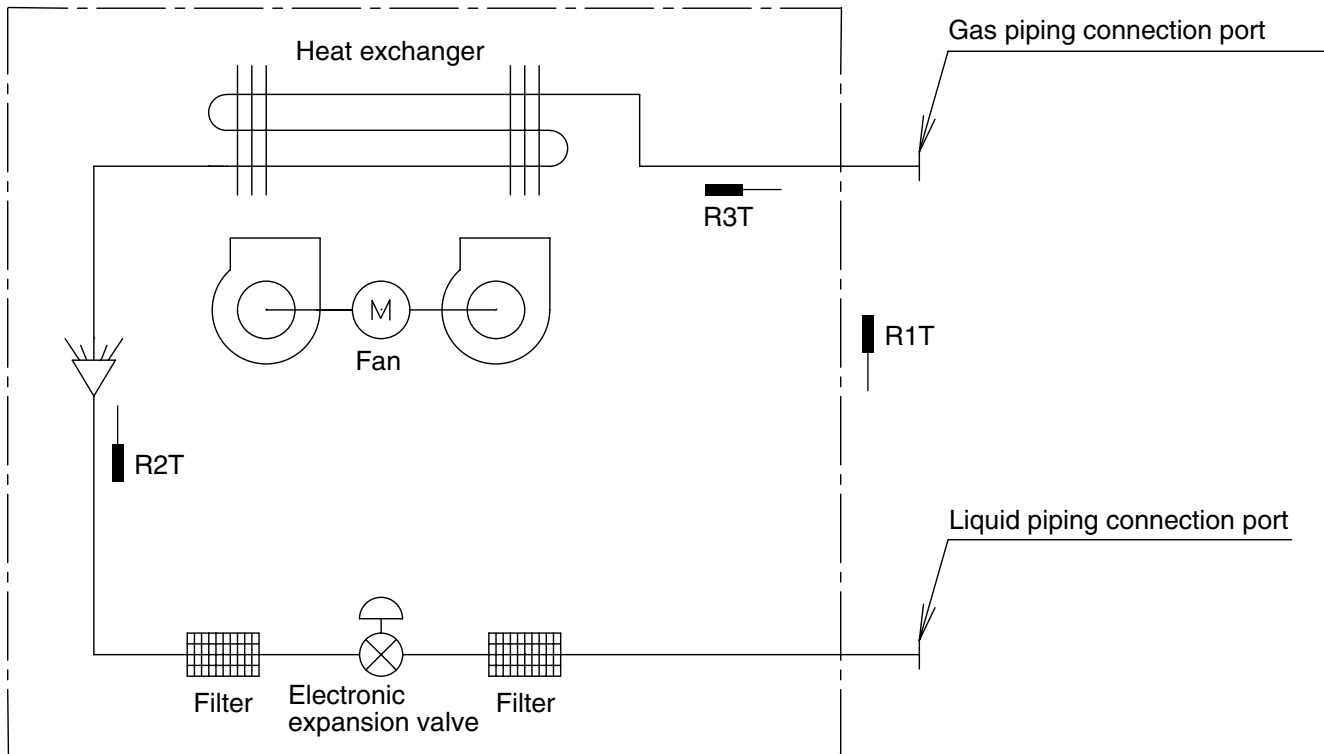 Gas piping connection port
Heat exchanger
R3T
R1T
M
Fan
R2T
Liquid piping connection port
Filter
Electronic
expansion valve
Filter